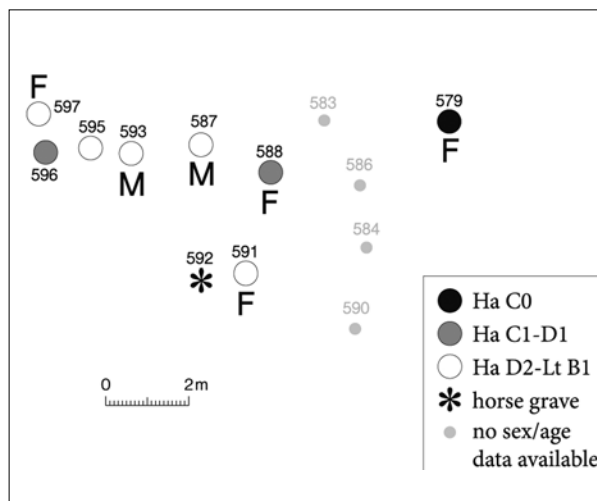 F
597
595
593
587
583
579
596
M
M
588
F
F
586
584
592
591
F
590
0 2 m
Ha C0
Ha C1-D1
Ha D2-Lt B1
* horse grave
no sex/age
data available